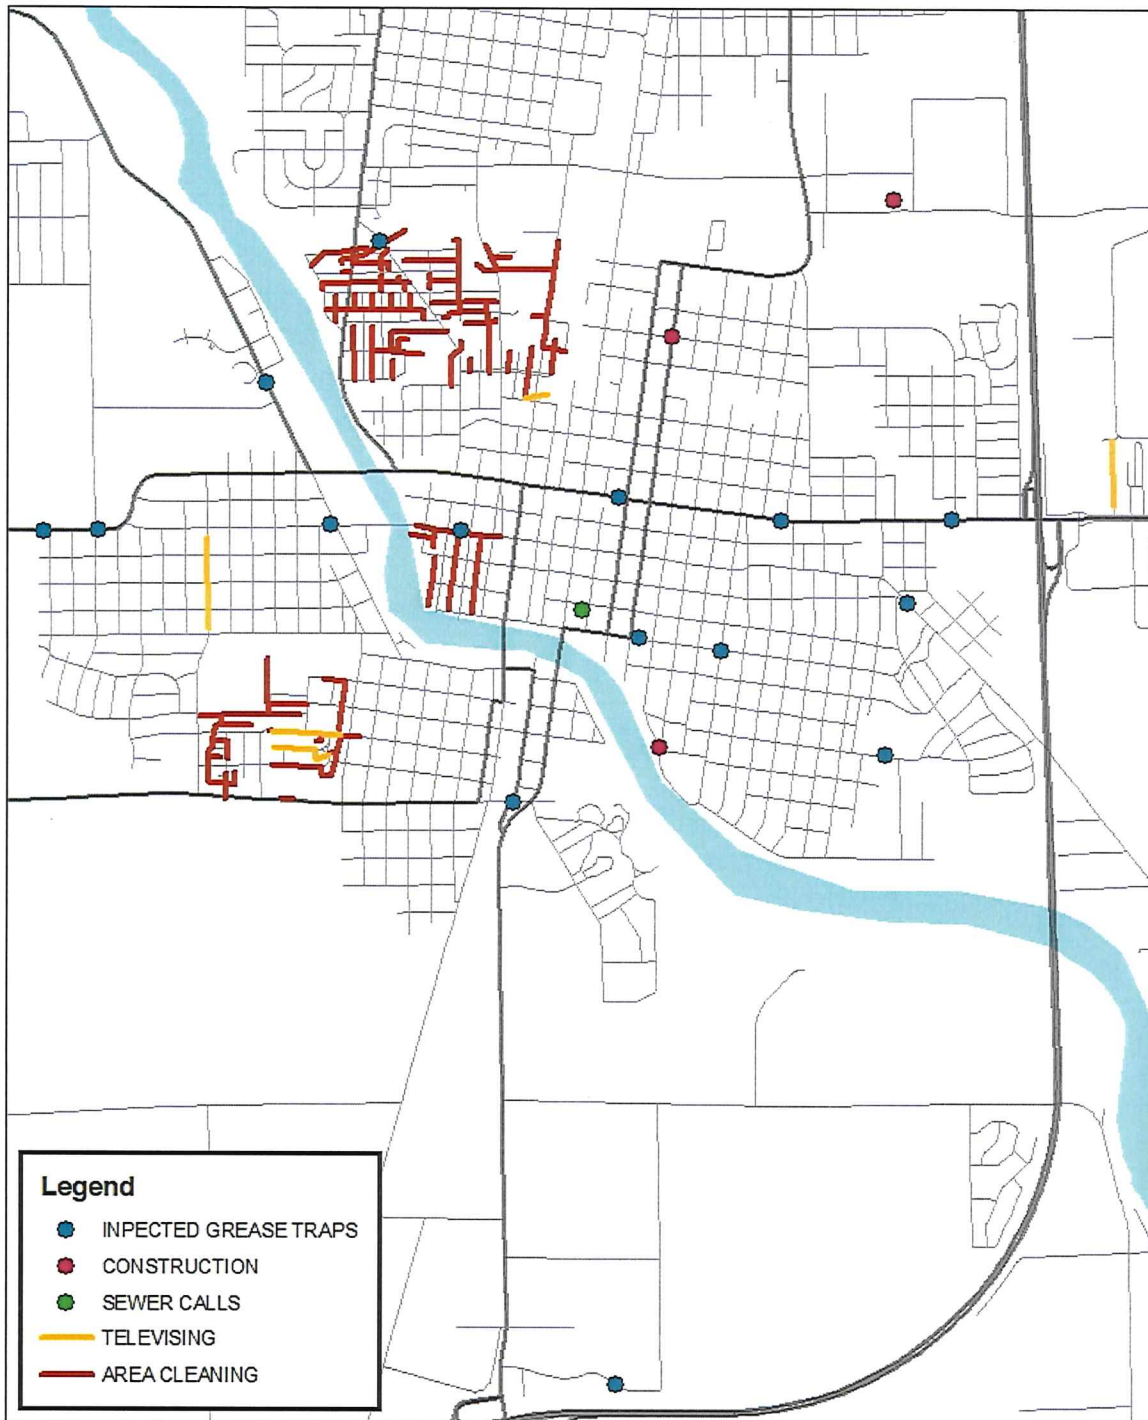 Legend
INPECTED GREASE TRAPS
CONSTRUCTION
SEWER CALLS
TELEVISING
AREA CLEANING